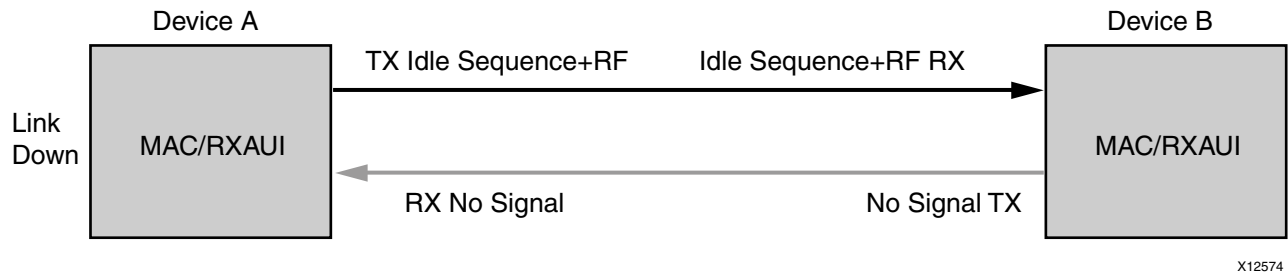 Device A
Device B
TX Idle Sequence+RF
Idle Sequence+RF RX
Link
Down
MAC/RXAUI
MAC/RXAUI
RX No Signal
No Signal TX
X12574